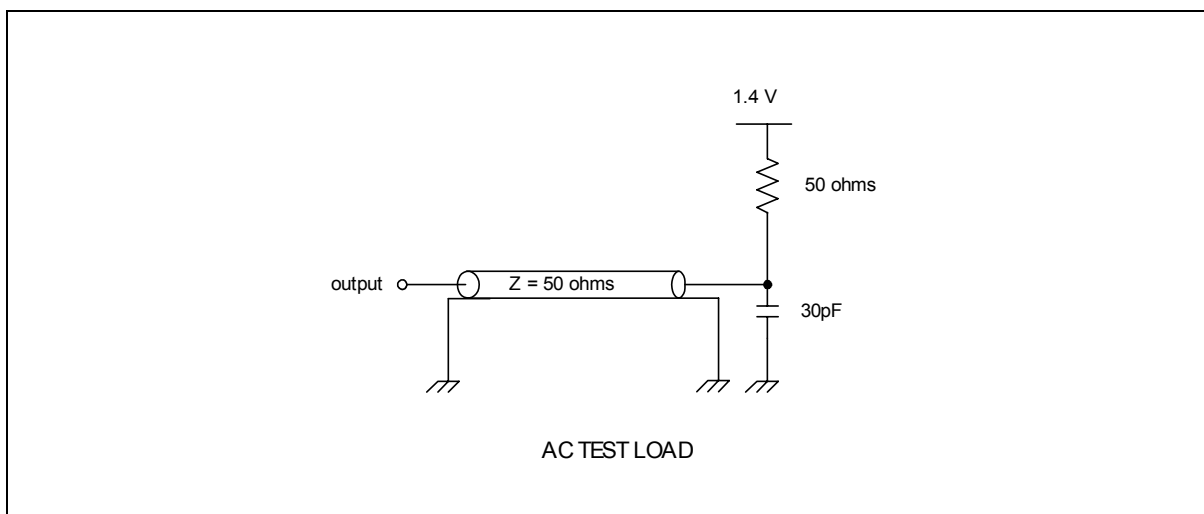 1.4 V
50 ohms
output
Z = 50 ohms
30pF
AC TEST LOAD